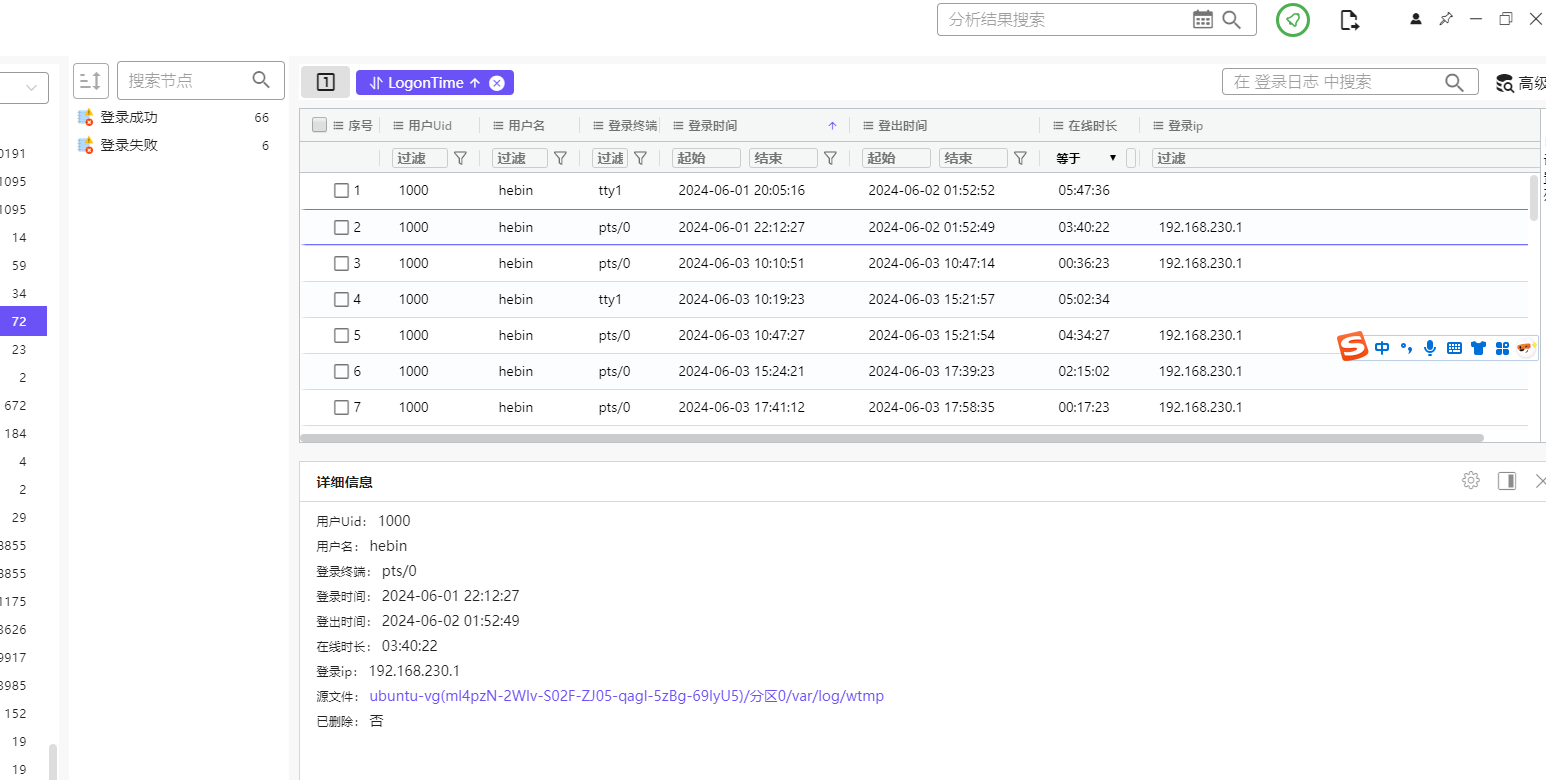 分析结果搜索
搜索节点
登录成功 66
登录失败 6
0191
1095
1095
14
59
34
72
23
2
672
184
4
2
29
8855
8855
1175
3626
9917
3985
152
19
19
1 LogonTime
在 登录日志 中搜索
高级
序号 用户Uid 用户名 登录终端 登录时间 登出时间 在线时长 登录ip
过滤 过滤 过滤 起始 结束 起始 结束 等于 过滤
1 1000 hebin tty1 2024-06-01 20:05:16 2024-06-02 01:52:52 05:47:36
2 1000 hebin pts/0 2024-06-01 22:12:27 2024-06-02 01:52:49 03:40:22 192.168.230.1
3 1000 hebin pts/0 2024-06-03 10:10:51 2024-06-03 10:47:14 00:36:23 192.168.230.1
4 1000 hebin tty1 2024-06-03 10:19:23 2024-06-03 15:21:57 05:02:34
5 1000 hebin pts/0 2024-06-03 10:47:27 2024-06-03 15:21:54 04:34:27 192.168.230.1
6 1000 hebin pts/0 2024-06-03 15:24:21 2024-06-03 17:39:23 02:15:02 192.168.230.1
7 1000 hebin pts/0 2024-06-03 17:41:12 2024-06-03 17:58:35 00:17:23 192.168.230.1
S 中
详细信息
用户Uid： 1000
用户名： hebin
登录终端： pts/0
登录时间： 2024-06-01 22:12:27
登出时间： 2024-06-02 01:52:49
在线时长： 03:40:22
登录ip： 192.168.230.1
源文件： ubuntu-vg(ml4pzN-2Wlv-S02F-ZJ05-qagI-5zBg-69IyU5)/分区0/var/log/wtmp
已删除： 否